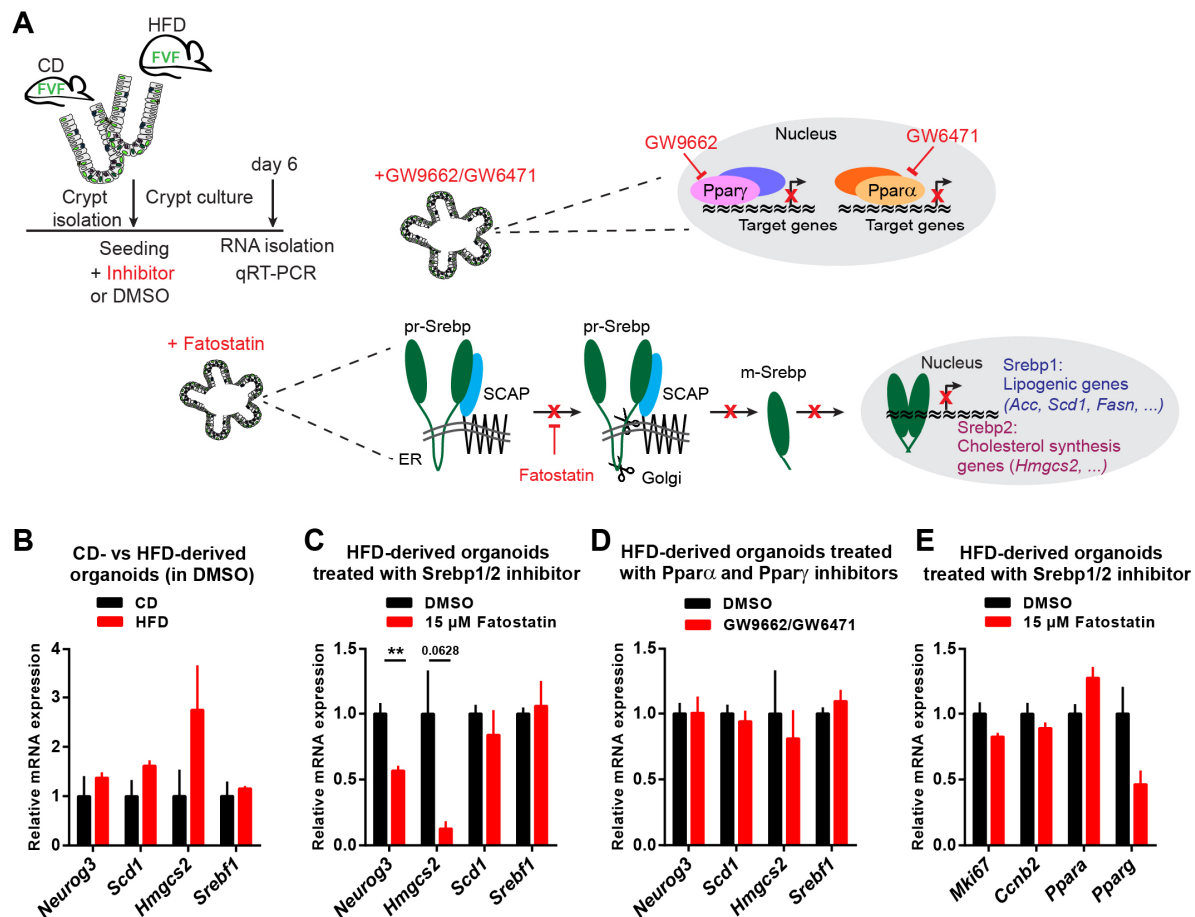 A
HFD
FVF
CD
FVF
day 6
Crypt
isolation
Crypt culture
Seeding
+ Inhibitor
or DMSO
RNA isolation
qRT-PCR
+GW9662/GW6471
GW9662
Nucleus
GW6471
Pparγ
X
Pparα
X
Target genes
Target genes
+ Fatostatin
pr-Srebp
SCAP
ER
X
Fatostatin
pr-Srebp
SCAP
Golgi
X
m-Srebp
X
Nucleus
X
Srebp1:
Lipogenic genes
(Acc, Scd1, Fasn, ...)
Srebp2:
Cholesterol synthesis
genes (Hmgcs2, ...)
B
CD- vs HFD-derived
organoids (in DMSO)
CD
HFD
Relative mRNA expression
4
3
2
1
0
Neurog3
Scd1
Hmgcs2
Srebf1
C
HFD-derived organoids
treated with Srebp1/2 inhibitor
DMSO
15 µM Fatostatin
Relative mRNA expression
1.5
1.0
0.5
0.0
**
0.0628
Neurog3
Hmgcs2
Scd1
Srebf1
D
HFD-derived organoids treated
with Pparα and Pparγ inhibitors
DMSO
GW9662/GW6471
Relative mRNA expression
1.5
1.0
0.5
0.0
Neurog3
Scd1
Hmgcs2
Srebf1
E
HFD-derived organoids
treated with Srebp1/2 inhibitor
DMSO
15 µM Fatostatin
Relative mRNA expression
1.5
1.0
0.5
0.0
Mki67
Ccnb2
Ppara
Pparg